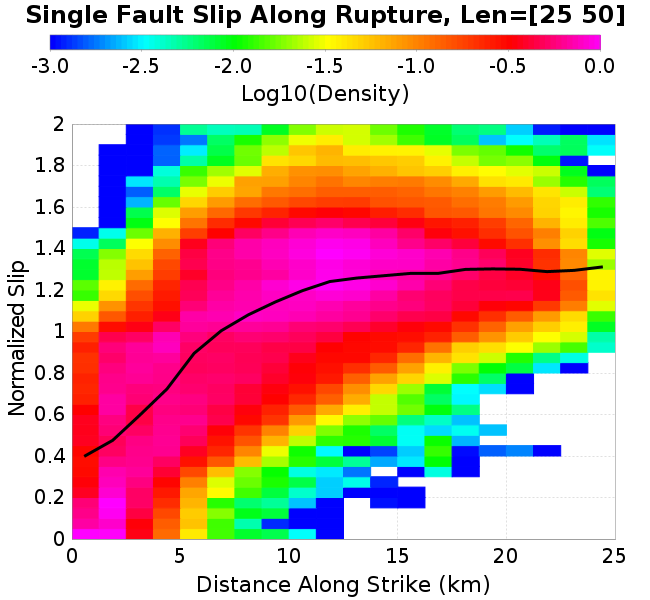 Single Fault Slip Along Rupture, Len=[25 50]
-3.0 -2.5 -2.0 -1.5 -1.0 -0.5 0.0
Log10(Density)
2
1.8
1.6
1.4
1.2
1
0.8
0.6
0.4
0.2
0
Normalized Slip
0 5 10 15 20 25
Distance Along Strike (km)